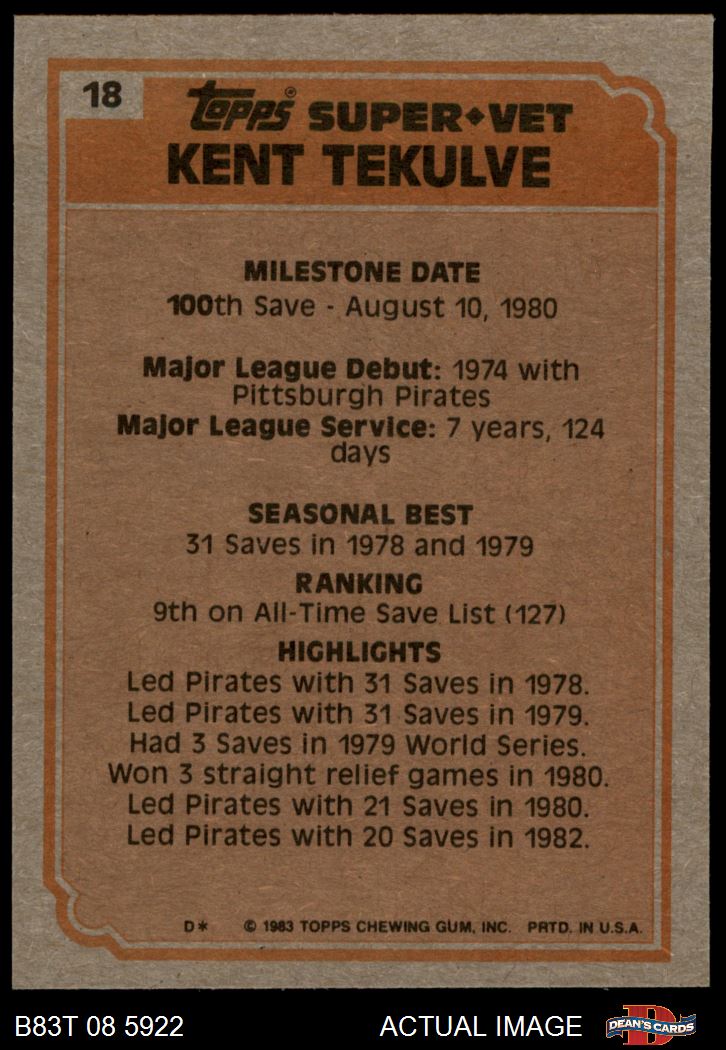 18
Topps® SUPER♦VET
KENT TEKULVE
MILESTONE DATE
100th Save - August 10, 1980
Major League Debut: 1974 with
Pittsburgh Pirates
Major League Service: 7 years, 124
days
SEASONAL BEST
31 Saves in 1978 and 1979
RANKING
9th on All-Time Save List (127)
HIGHLIGHTS
Led Pirates with 31 Saves in 1978.
Led Pirates with 31 Saves in 1979.
Had 3 Saves in 1979 World Series.
Won 3 straight relief games in 1980.
Led Pirates with 21 Saves in 1980.
Led Pirates with 20 Saves in 1982.
D* © 1983 TOPPS CHEWING GUM, INC. PRTD. IN U.S.A.
B83T 08 5922 ACTUAL IMAGE D DEAN'S CARDS